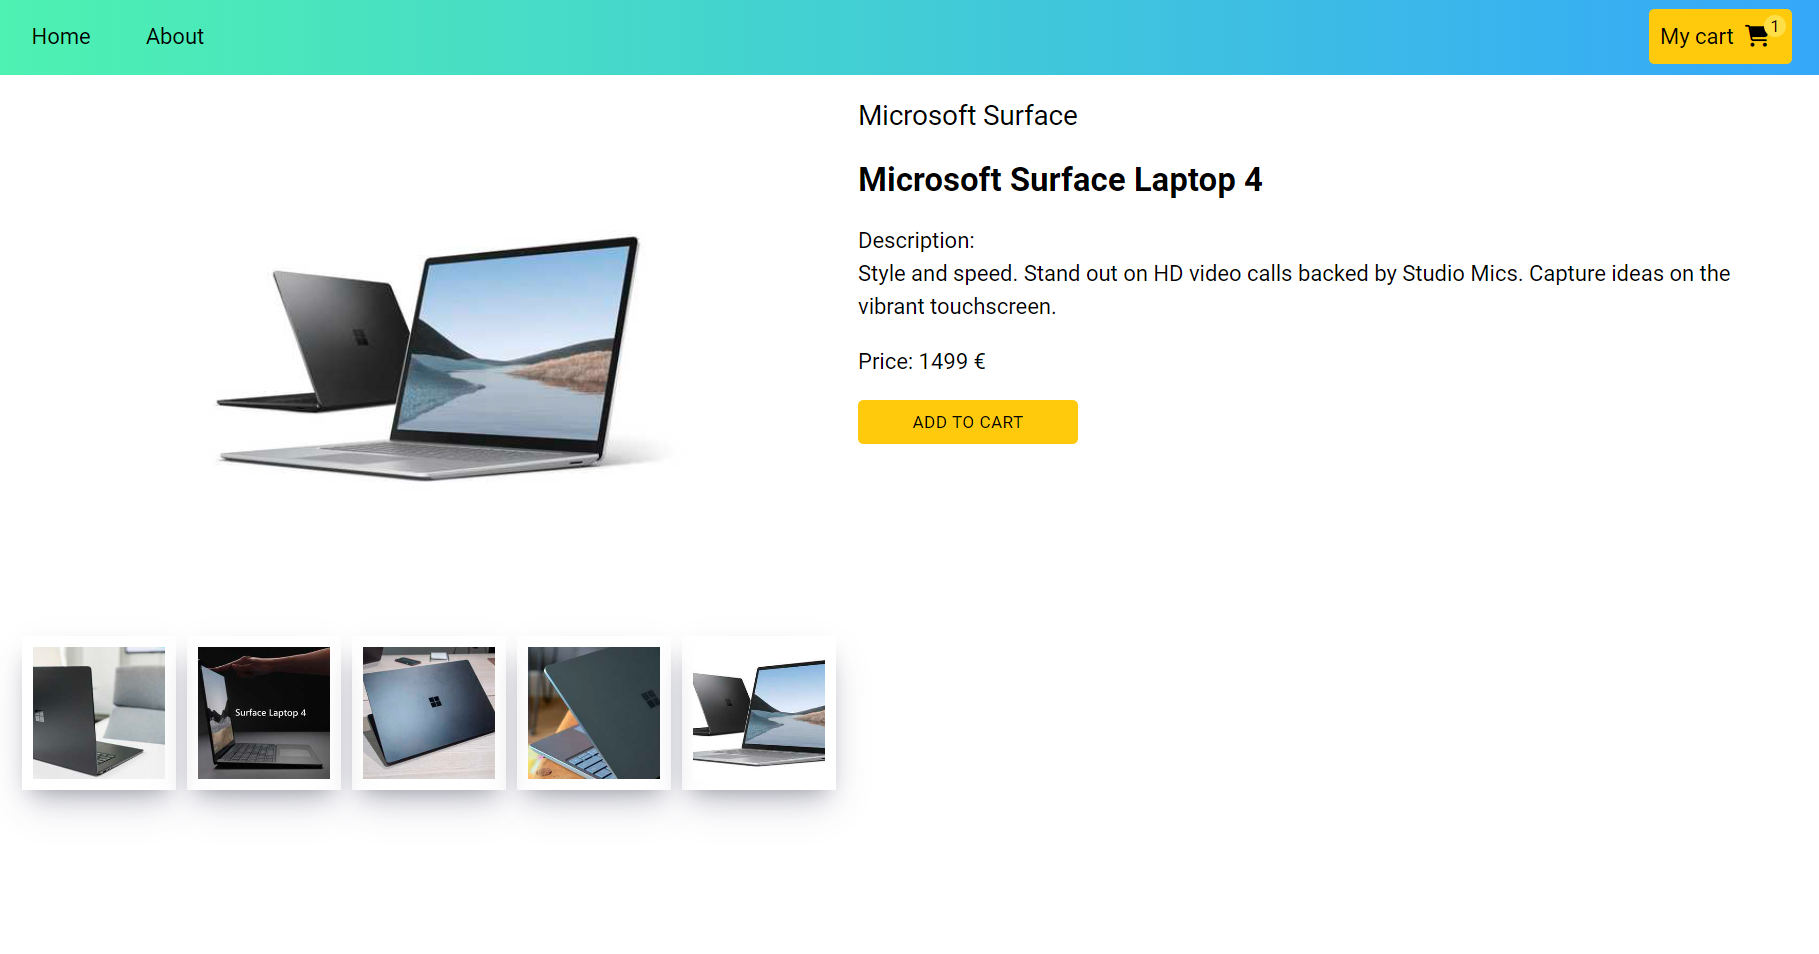 Home
About
My cart
1
Microsoft Surface
Microsoft Surface Laptop 4
Description:
Style and speed. Stand out on HD video calls backed by Studio Mics. Capture ideas on the
vibrant touchscreen.
Price: 1499 €
ADD TO CART
Surface Laptop 4